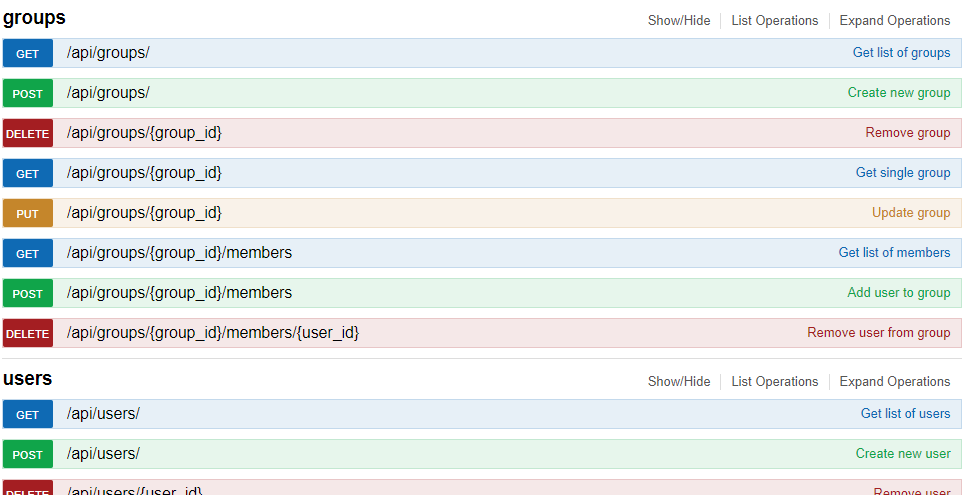 groups Show/Hide List Operations Expand Operations
GET /api/groups/ Get list of groups
POST /api/groups/ Create new group
DELETE /api/groups/{group_id} Remove group
GET /api/groups/{group_id} Get single group
PUT /api/groups/{group_id} Update group
GET /api/groups/{group_id}/members Get list of members
POST /api/groups/{group_id}/members Add user to group
DELETE /api/groups/{group_id}/members/{user_id} Remove user from group
users Show/Hide List Operations Expand Operations
GET /api/users/ Get list of users
POST /api/users/ Create new user
DELETE /api/users/{user_id} Remove user